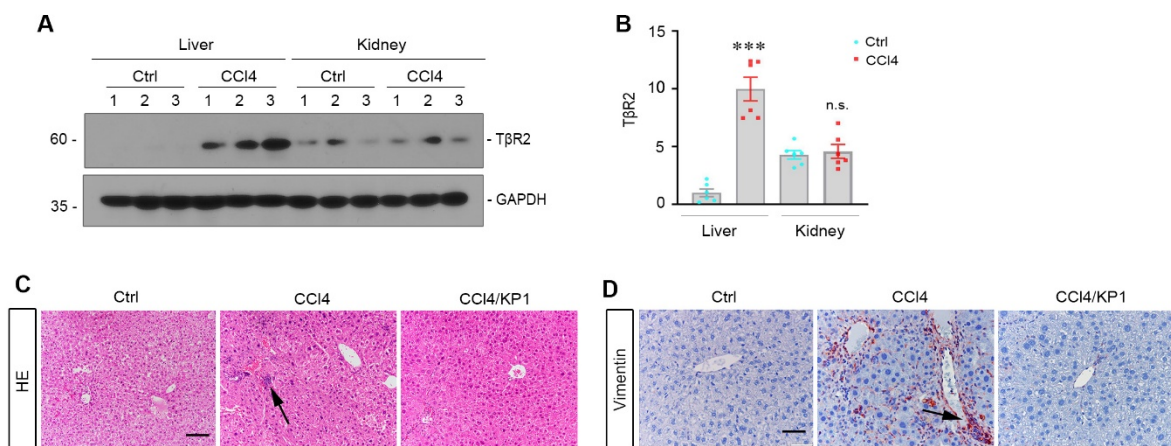 A
Liver Kidney
Ctrl CCl4 Ctrl CCl4
1 2 3 1 2 3 1 2 3 1 2 3
60 - - TβR2
35 - - GAPDH
B
TβR2
15
10
5
0
***
n.s.
Ctrl
CCl4
Liver Kidney
C
Ctrl CCl4 CCl4/KP1
HE
D
Ctrl CCl4 CCl4/KP1
Vimentin